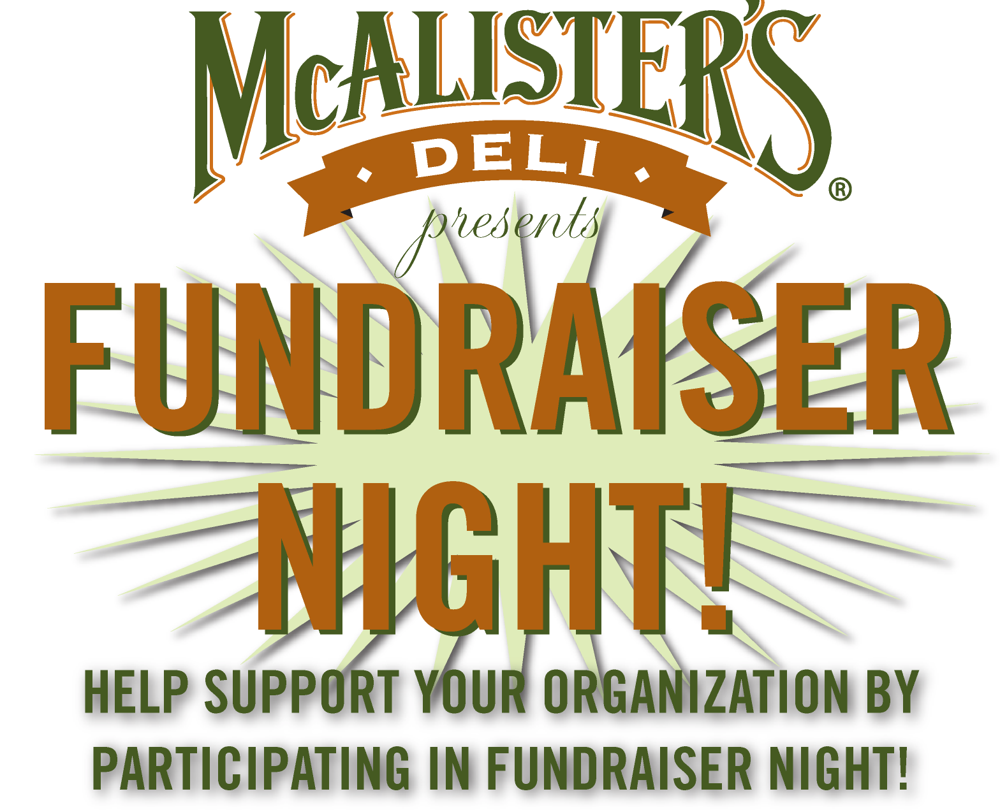 McALISTER'S
DELI
®
presents
FUNDRAISER
NIGHT!
HELP SUPPORT YOUR ORGANIZATION BY
PARTICIPATING IN FUNDRAISER NIGHT!